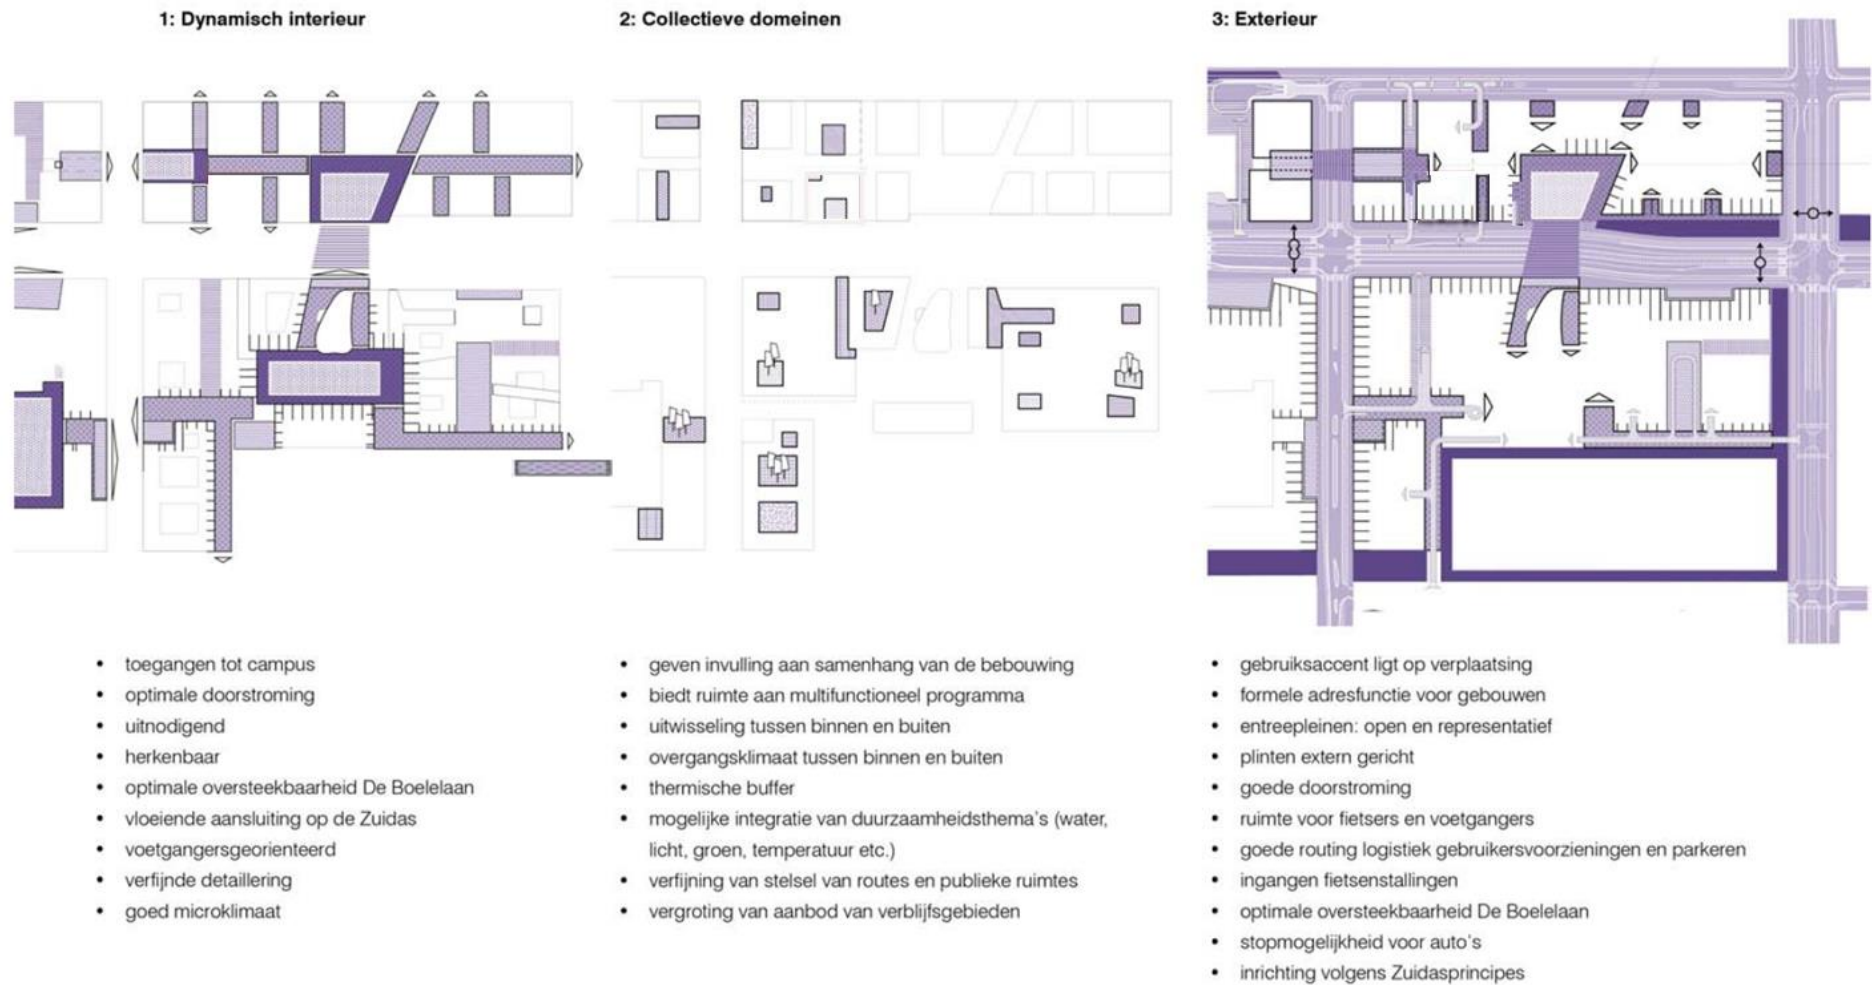 1: Dynamisch interieur
toegangen tot campus
optimale doorstroming
uitnodigend
herkenbaar
optimale oversteekbaarheid De Boelelaan
vloeiende aansluiting op de Zuidas
voetgangersgeorienteerd
verfijnde detaillering
goed microklimaat
2: Collectieve domeinen
geven invulling aan samenhang van de bebouwing
biedt ruimte aan multifunctioneel programma
uitwisseling tussen binnen en buiten
overgangsklimaat tussen binnen en buiten
thermische buffer
mogelijke integratie van duurzaamheidsthema's (water,
licht, groen, temperatuur etc.)
verfijning van stelsel van routes en publieke ruimtes
vergroting van aanbod van verblijfsgebieden
3: Exterieur
gebruiksaccent ligt op verplaatsing
formele adresfunctie voor gebouwen
entreepleinen: open en representatief
plinten extern gericht
goede doorstroming
ruimte voor fietsers en voetgangers
goede routing logistiek gebruikersvoorzieningen en parkeren
ingangen fietsenstallingen
optimale oversteekbaarheid De Boelelaan
stopmogelijkheid voor auto's
inrichting volgens Zuidasprincipes